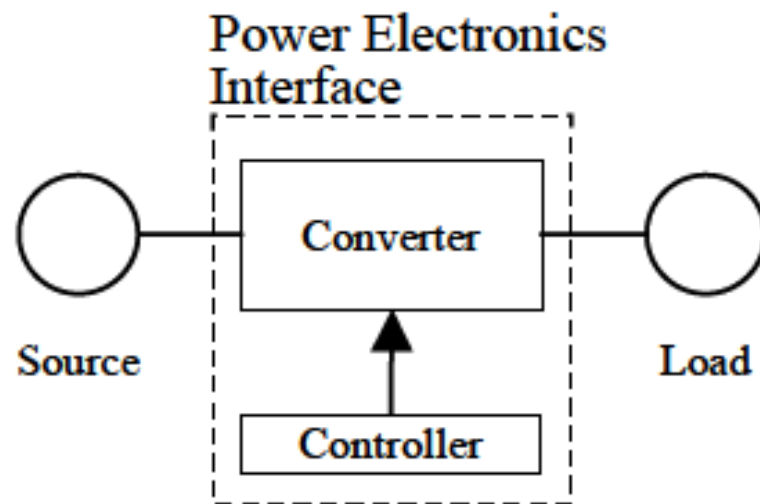 Power Electronics
Interface
Converter
Source
Load
Controller